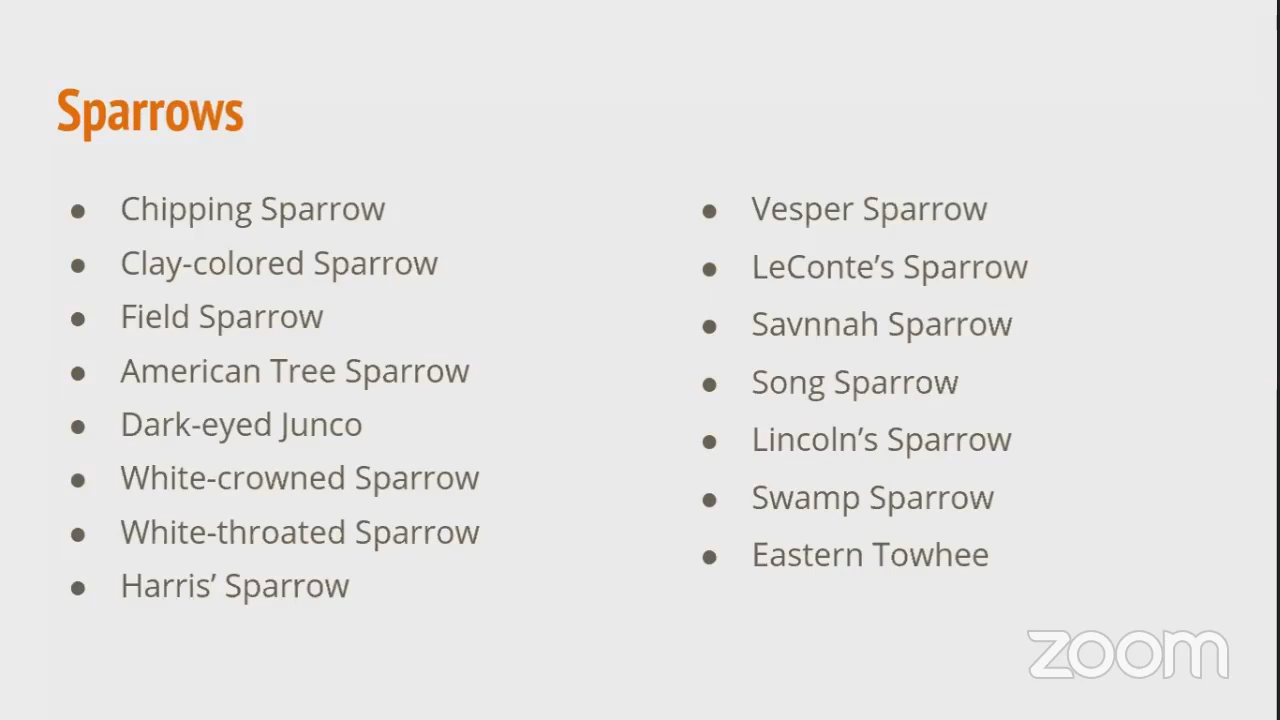 Sparrows
● Chipping Sparrow
● Clay-colored Sparrow
● Field Sparrow
● American Tree Sparrow
● Dark-eyed Junco
● White-crowned Sparrow
● White-throated Sparrow
● Harris’ Sparrow
● Vesper Sparrow
● LeConte’s Sparrow
● Savnnah Sparrow
● Song Sparrow
● Lincoln’s Sparrow
● Swamp Sparrow
● Eastern Towhee
zoom